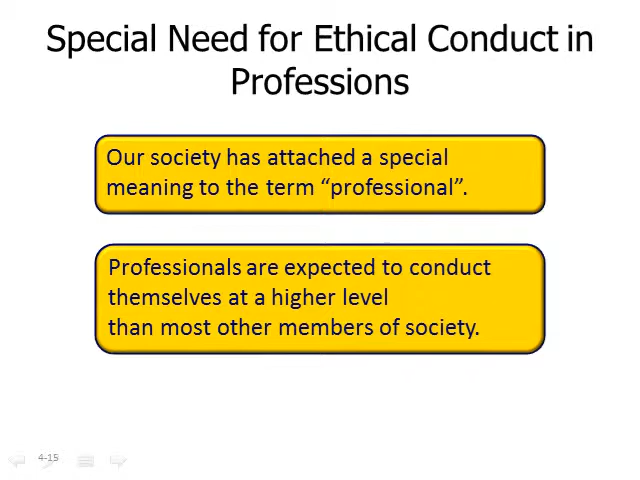 Special Need for Ethical Conduct in
Professions
Our society has attached a special
meaning to the term “professional”.
Professionals are expected to conduct
themselves at a higher level
than most other members of society.
4-15